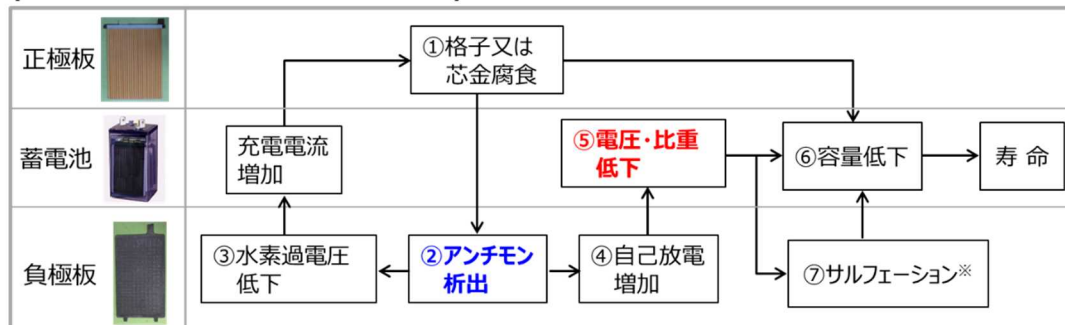 正極板
①格子又は
芯金腐食
蓄電池
充電電流
増加
⑤電圧・比重
低下
⑥容量低下
寿 命
負極板
③水素過電圧
低下
②アンチモン
析出
④自己放電
増加
⑦サルフェーション※